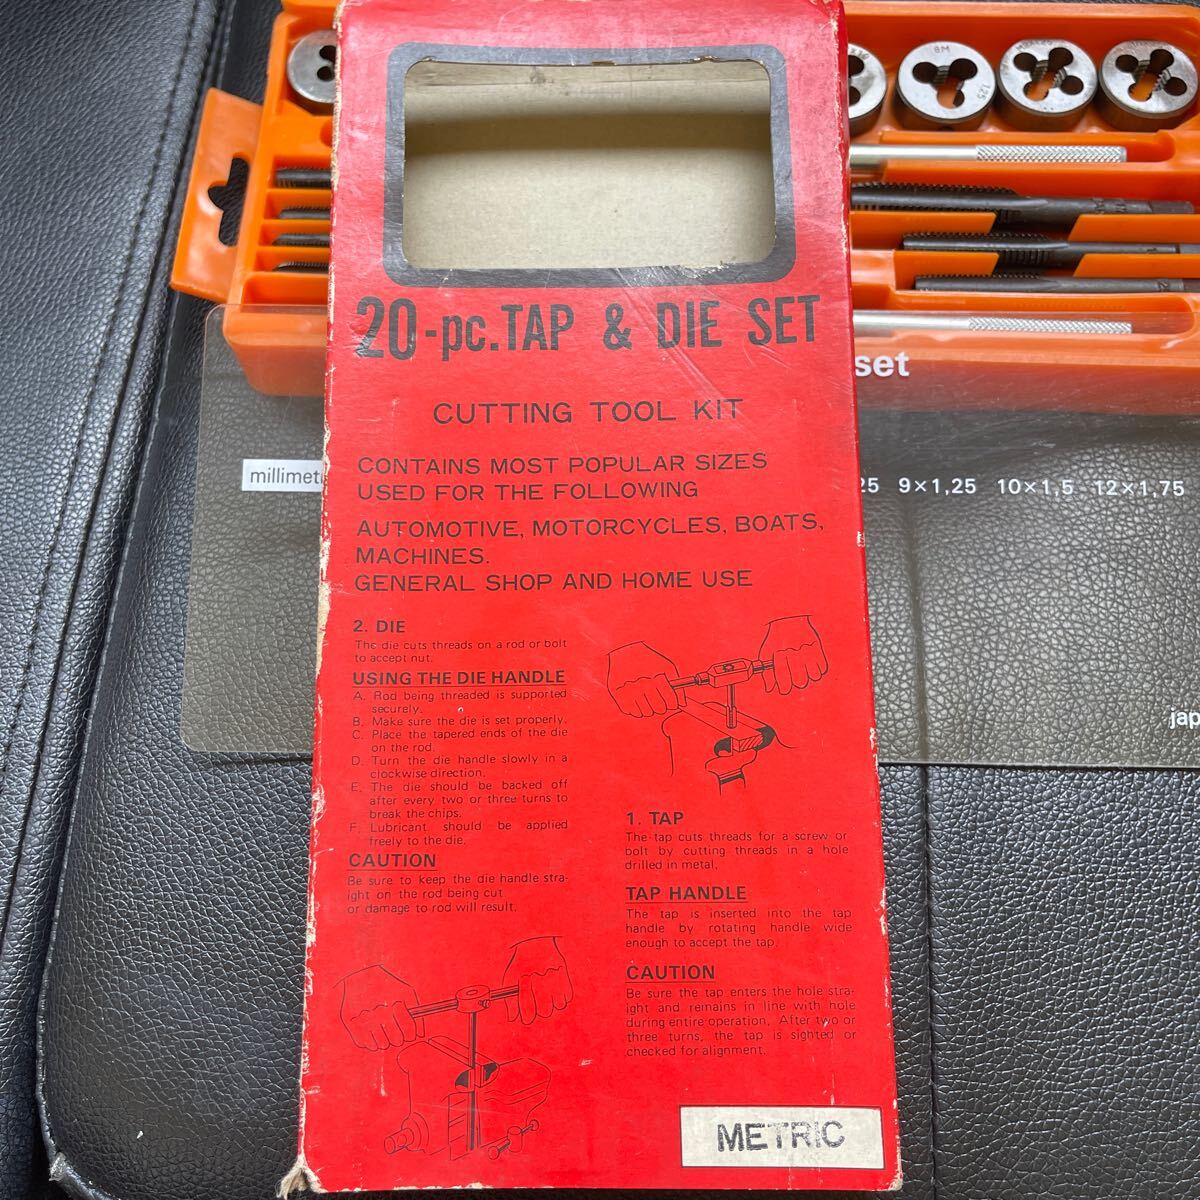 8M
125
20-pc. TAP & DIE SET
set
CUTTING TOOL KIT
CONTAINS MOST POPULAR SIZES
USED FOR THE FOLLOWING
AUTOMOTIVE, MOTORCYCLES, BOATS,
MACHINES.
GENERAL SHOP AND HOME USE
25 9×1,25 10×1,5 12×1,75
jap
2. DIE
The die cuts threads on a rod or bolt
to accept nut.
USING THE DIE HANDLE
A. Rod being threaded is supported
securely.
B. Make sure the die is set properly.
C. Place the tapered ends of the die
on the rod.
D. Turn the die handle slowly in a
clockwise direction.
E. The die should be backed off
after every two or three turns to
break the chips.
F. Lubricant should be applied
freely to the die.
CAUTION
Be sure to keep the die handle stra-
ight on the rod being cut
or damage to rod will result.
1. TAP
The tap cuts threads for a screw or
bolt by cutting threads in a hole
drilled in metal.
TAP HANDLE
The tap is inserted into the tap
handle by rotating handle wide
enough to accept the tap.
CAUTION
Be sure the tap enters the hole stra-
ight and remains in line with hole
during entire operation. After two or
three turns, the tap is sighted or
checked for alignment.
METRIC